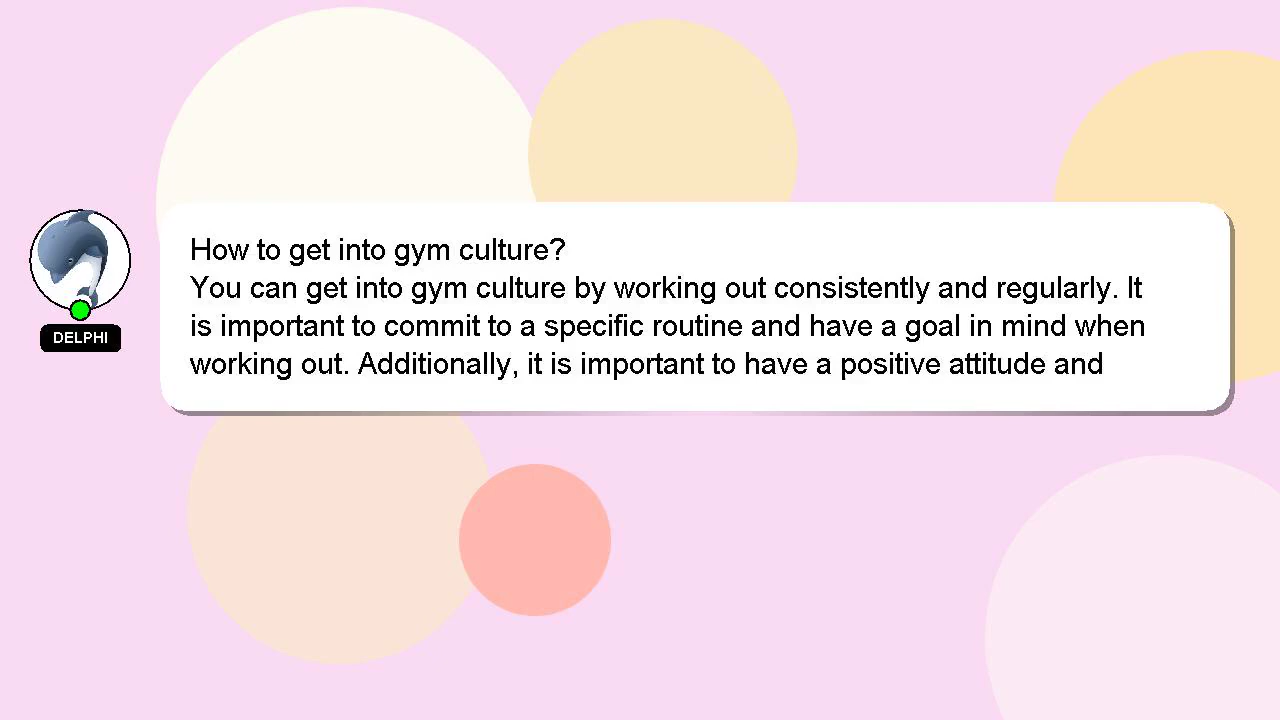 How to get into gym culture?
You can get into gym culture by working out consistently and regularly. It
is important to commit to a specific routine and have a goal in mind when
working out. Additionally, it is important to have a positive attitude and
DELPHI